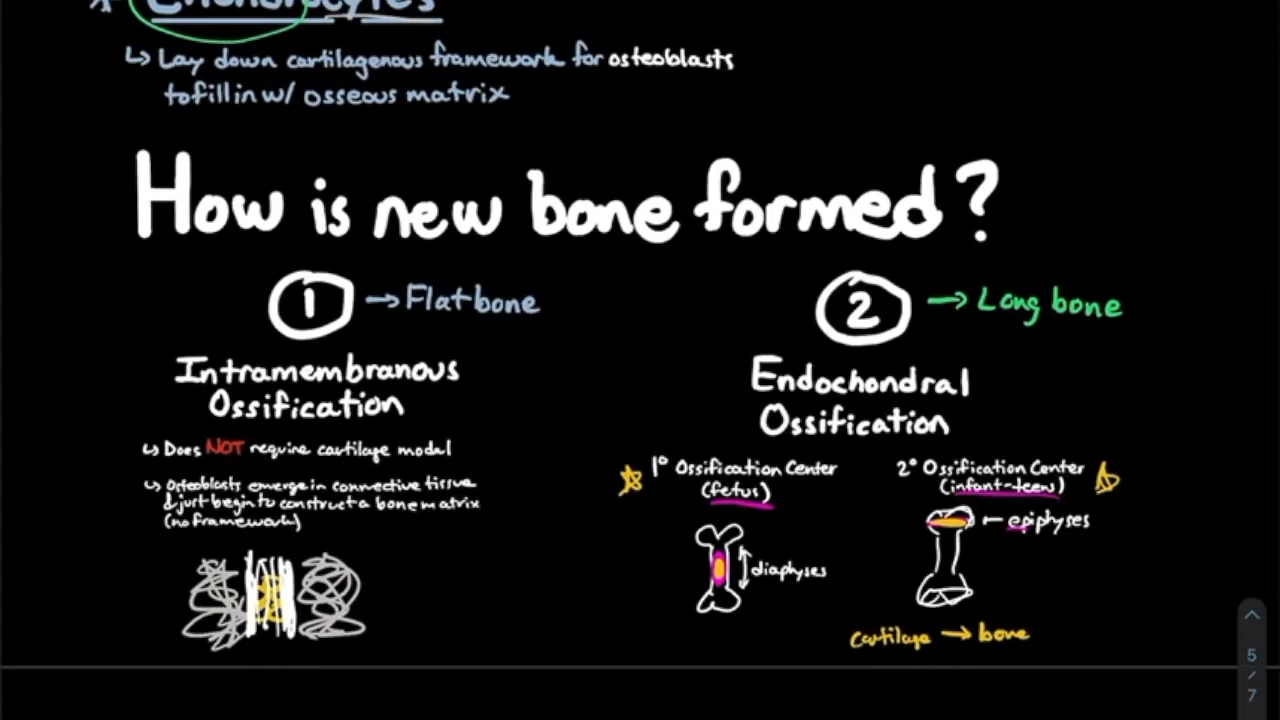 * Chondrocytes
↳ Lay down cartilagenous framework for osteoblasts
to fill in w/ osseous matrix
How is new bone formed?
1 → Flat bone
Intramembranous
Ossification
↳ Does NOT require cartilage model
↳ Osteoblasts emerge in connective tissue
& just begin to construct a bone matrix
(no framework)
2 → Long bone
Endochondral
Ossification
1° Ossification Center
(fetus)
diaphyses
2° Ossification Center
(infant-teens)
epiphyses
cartilage → bone
5
/
7